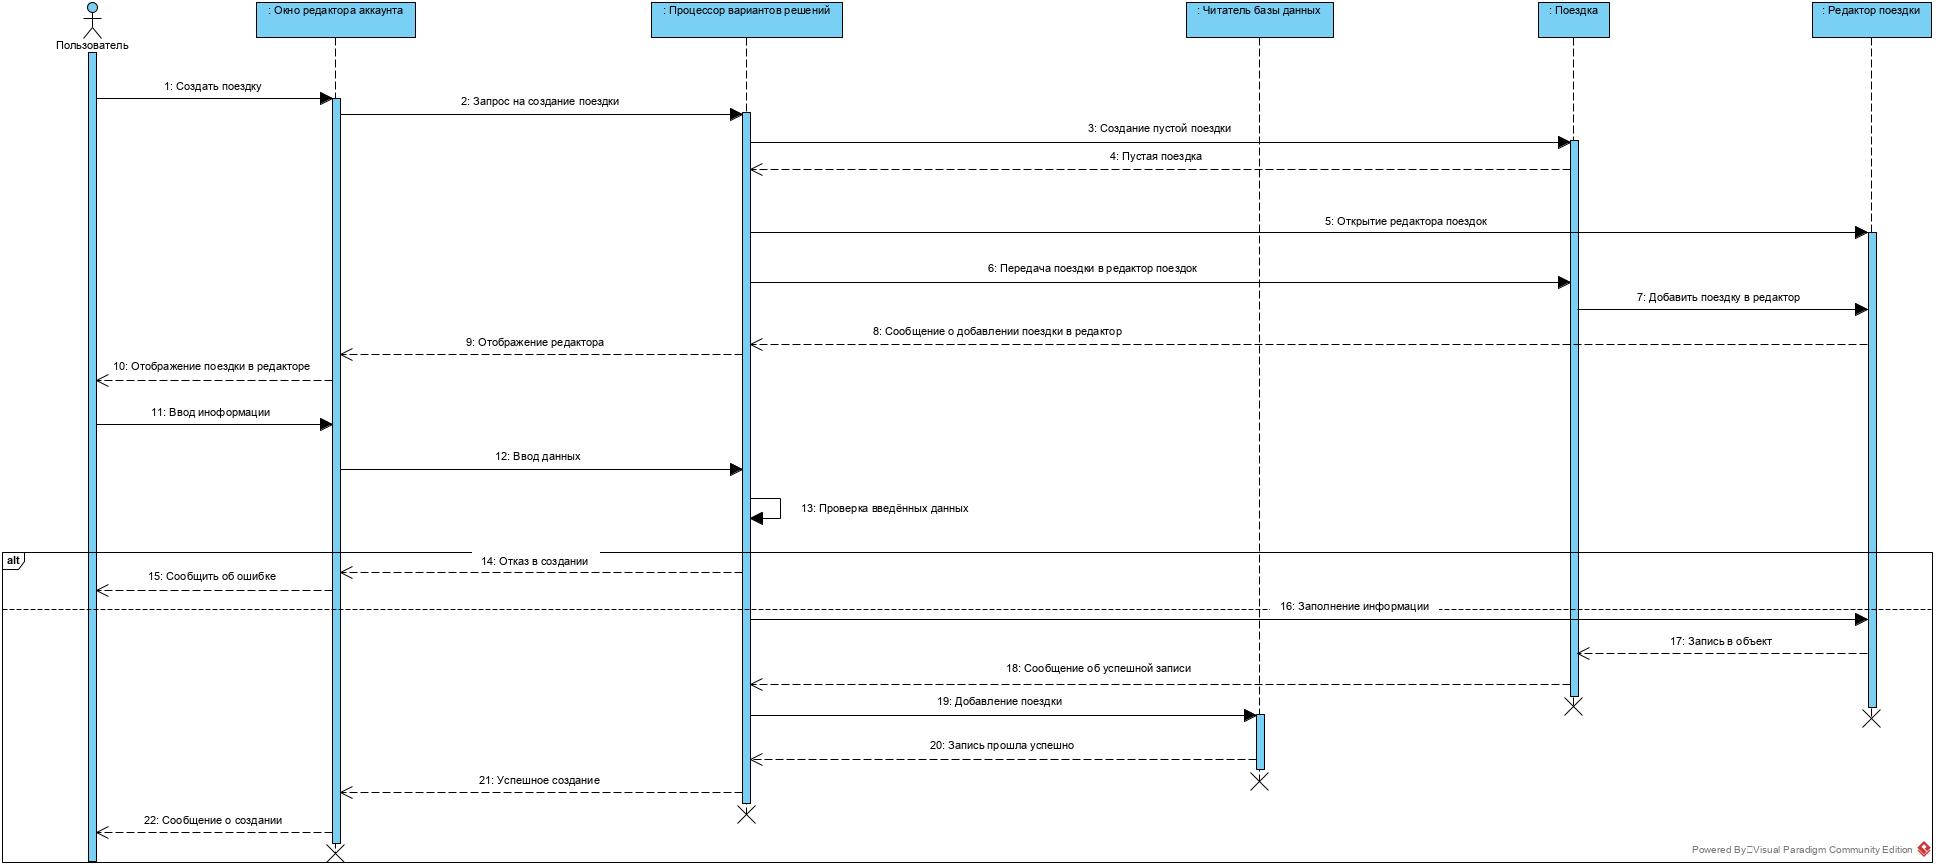 : Окно редактора аккаунта
: Процессор вариантов решений
: Читатель базы данных
: Поездка
: Редактор поездки
Пользователь
1: Создать поездку
2: Запрос на создание поездки
3: Создание пустой поездки
4: Пустая поездка
5: Открытие редактора поездок
6: Передача поездки в редактор поездок
7: Добавить поездку в редактор
8: Сообщение о добавлении поездки в редактор
9: Отображение редактора
10: Отображение поездки в редакторе
11: Ввод иноформации
12: Ввод данных
13: Проверка введённых данных
alt
14: Отказ в создании
15: Сообщить об ошибке
16: Заполнение информации
17: Запись в объект
18: Сообщение об успешной записи
19: Добавление поездки
20: Запись прошла успешно
21: Успешное создание
22: Сообщение о создании
Powered By Visual Paradigm Community Edition